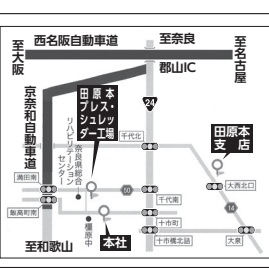 西名阪自動車道
至奈良
至名古屋
至大阪
郡山IC
京奈和自動車道
田原本
プレス・
シュレッ
ダー工場
24
奈良県総合
リハビリテーション
センター
千代北
田原本
支店
満田南
50
大西北口
千代南
飯高町南
橿原中
14
十市町
至和歌山
本社
十市橋北詰
大泉